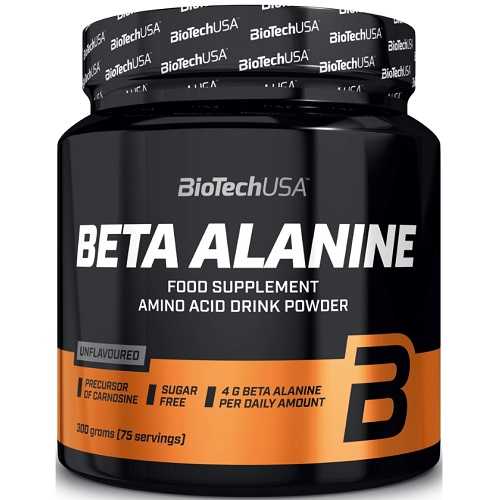 BioTechUSA
BioTechUSA
BioTechUSA
BioTechUSA
BioTechUSA
BioTechUSA
BioTechUSA
BETA ALANINE
FOOD SUPPLEMENT
AMINO ACID DRINK POWDER
UNFLAVOURED
PRECURSOR
OF CARNOSINE
SUGAR
FREE
4 G BETA ALANINE
PER DAILY AMOUNT
300 grams (75 servings)
B